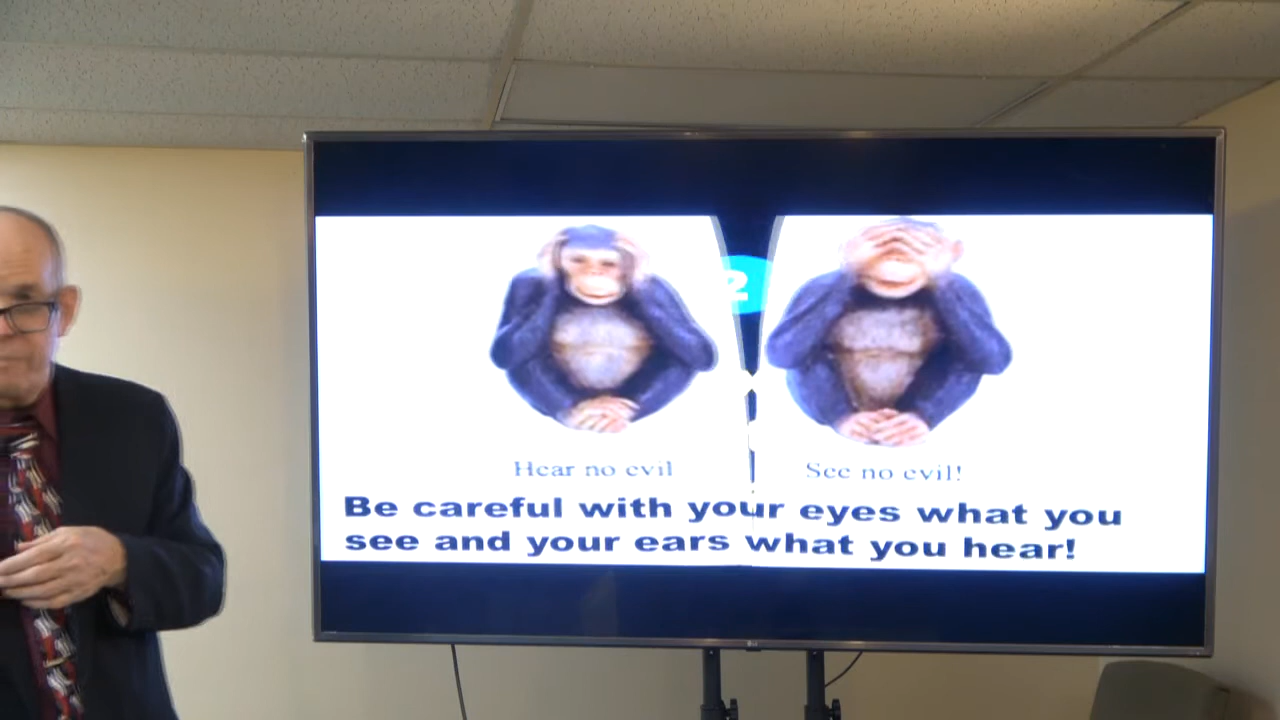 2
Hear no evil
See no evil!
Be careful with your eyes what you
see and your ears what you hear!